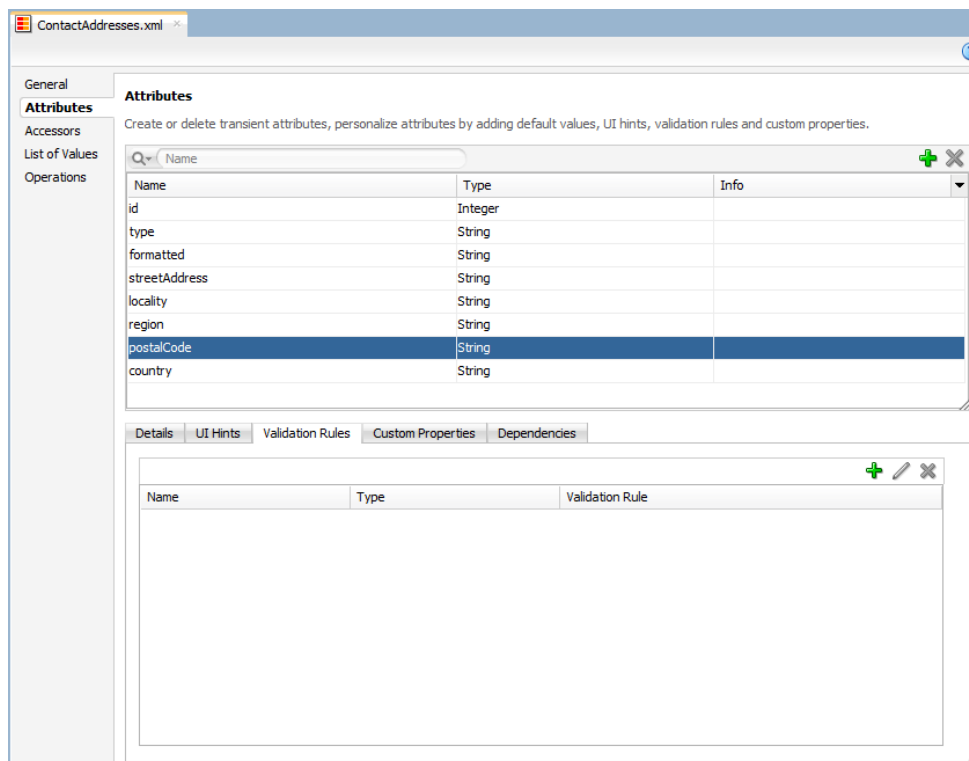 ContactAddresses.xml
General
Attributes
Accessors
List of Values
Operations
Attributes
Create or delete transient attributes, personalize attributes by adding default values, UI hints, validation rules and custom properties.
Name
Name Type Info
id Integer
type String
formatted String
streetAddress String
locality String
region String
postalCode String
country String
Details UI Hints Validation Rules Custom Properties Dependencies
Name Type Validation Rule